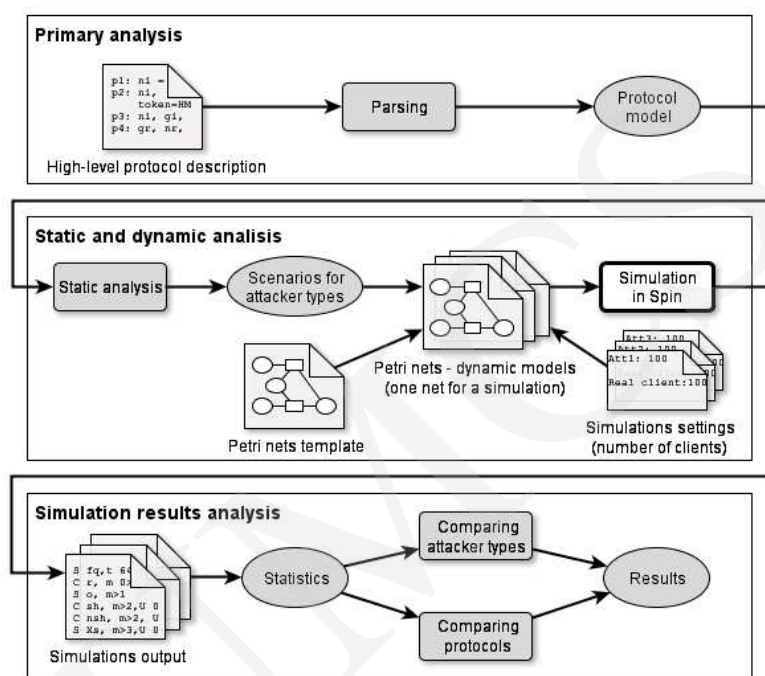 Primary analysis
p1: ni =
p2: ni,
token=HM
p3: ni, gi,
p4: gr, nr,
High-level protocol description
Parsing
Protocol
model
Static and dynamic analisis
Static analysis
Scenarios for
attacker types
Petri nets template
Petri nets - dynamic models
(one net for a simulation)
Simulation
in Spin
Att3: 100
Att1: 100
Real client:100
Simulations settings
(number of clients)
Simulation results analysis
S fq,t 64
C r, m 0>
S o, m>1
C sh, m>2,U 0
C nsh, m>2, U
S Xs, m>3,U 0
Simulations output
Statistics
Comparing
attacker types
Comparing
protocols
Results